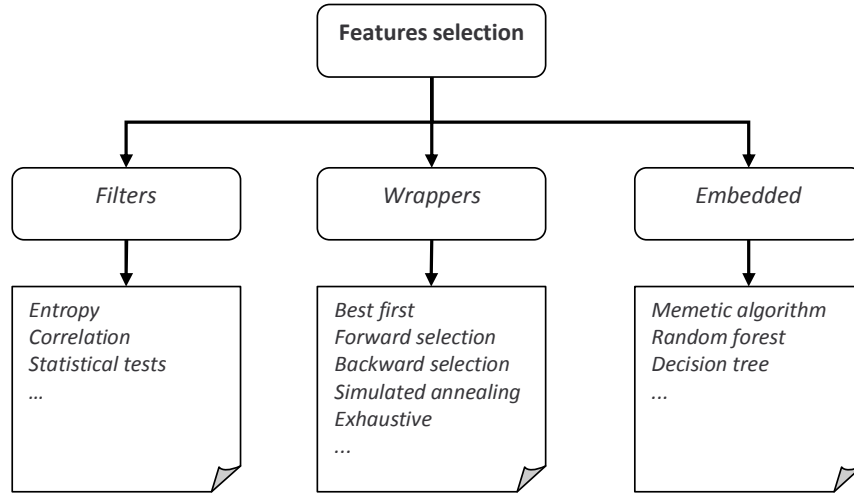 Features selection
Filters
Wrappers
Embedded
Entropy
Correlation
Statistical tests
…
Best first
Forward selection
Backward selection
Simulated annealing
Exhaustive
...
Memetic algorithm
Random forest
Decision tree
...